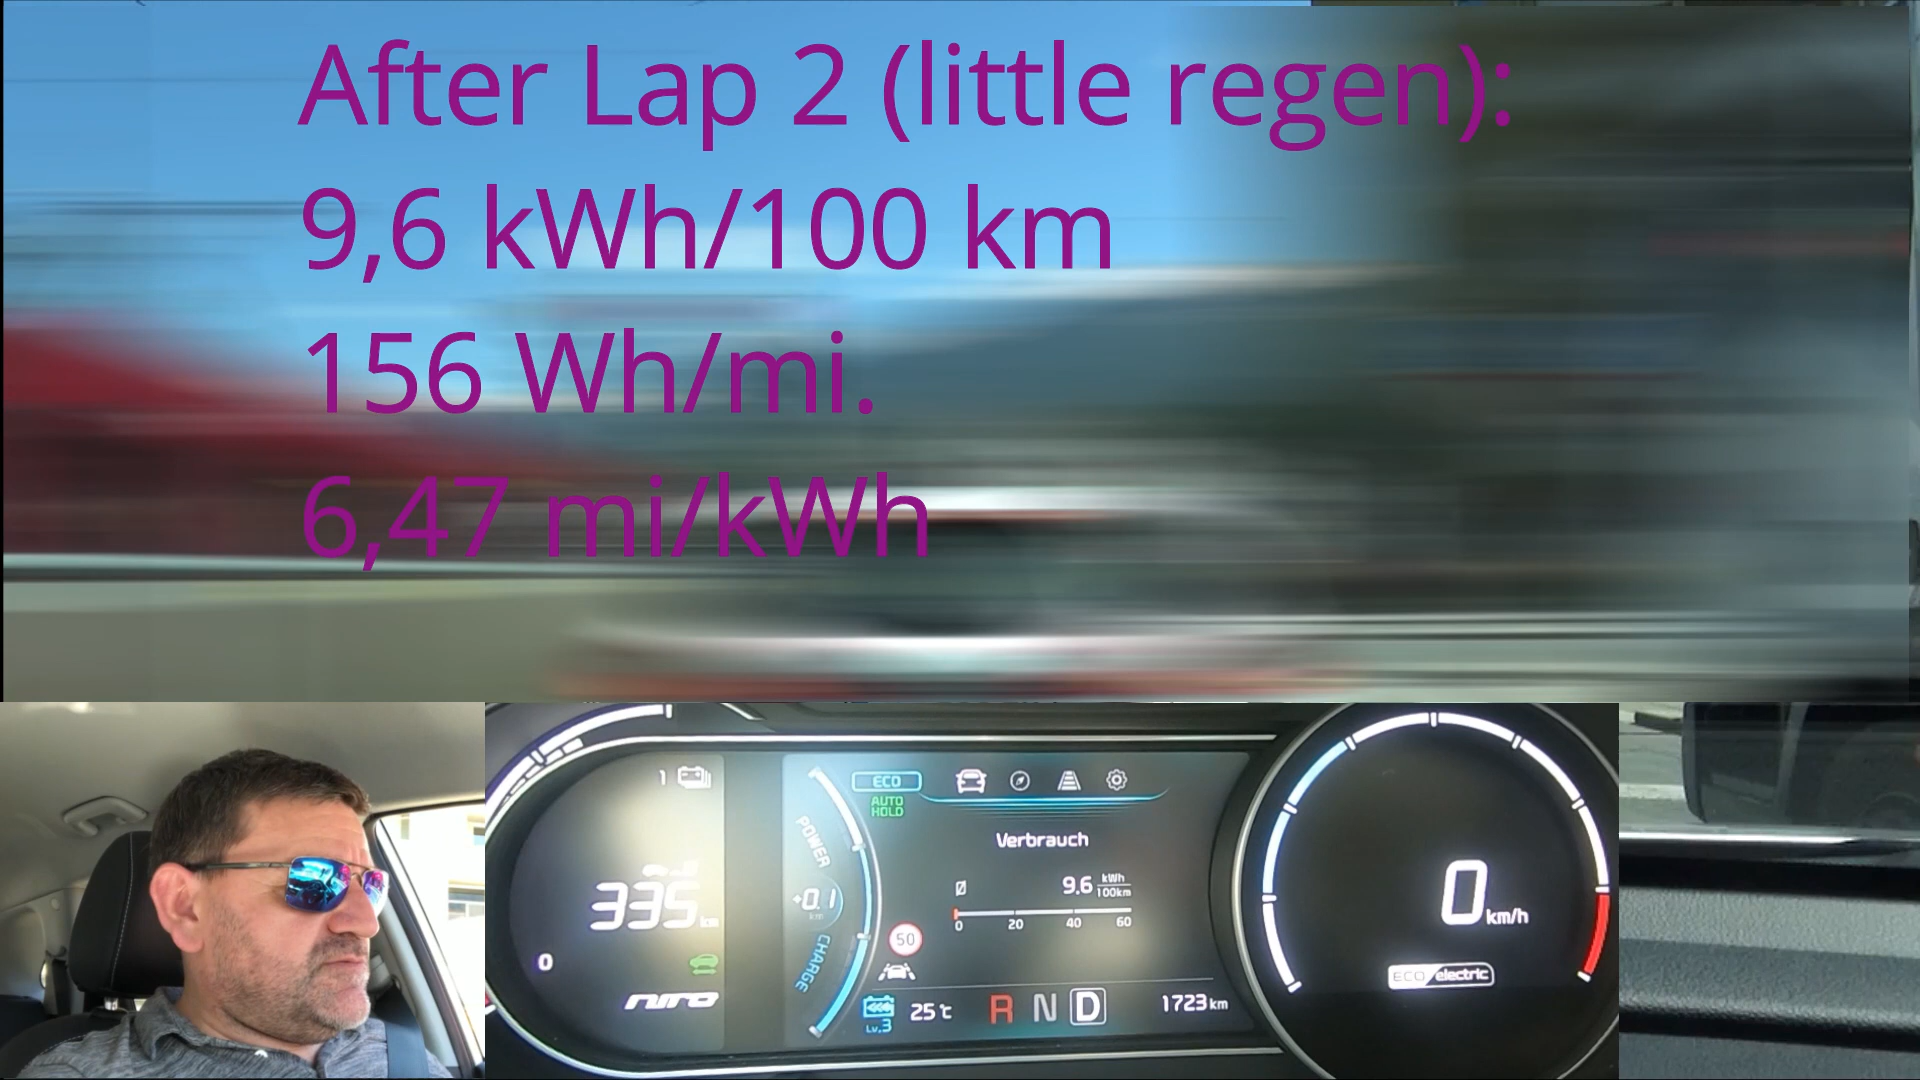 After Lap 2 (little regen):
9,6 kWh/100 km
156 Wh/mi.
6,47 mi/kWh
1
335 km
0
niro
POWER
+0.1
CHARGE
ECO
AUTO
HOLD
Verbrauch
Ø 9,6 kWh
100km
0 20 40 60
50
Lv.3
25 °C R N D 1723 km
0 km/h
ECO electric